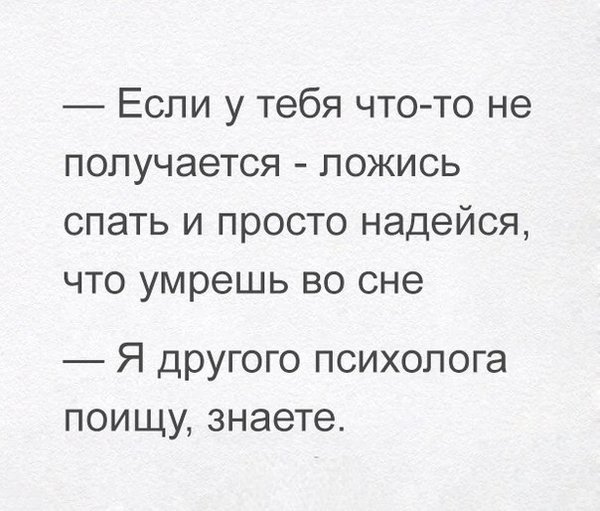 — Если у тебя что-то не
получается - ложись
спать и просто надейся,
что умрешь во сне
— Я другого психолога
поищу, знаете.